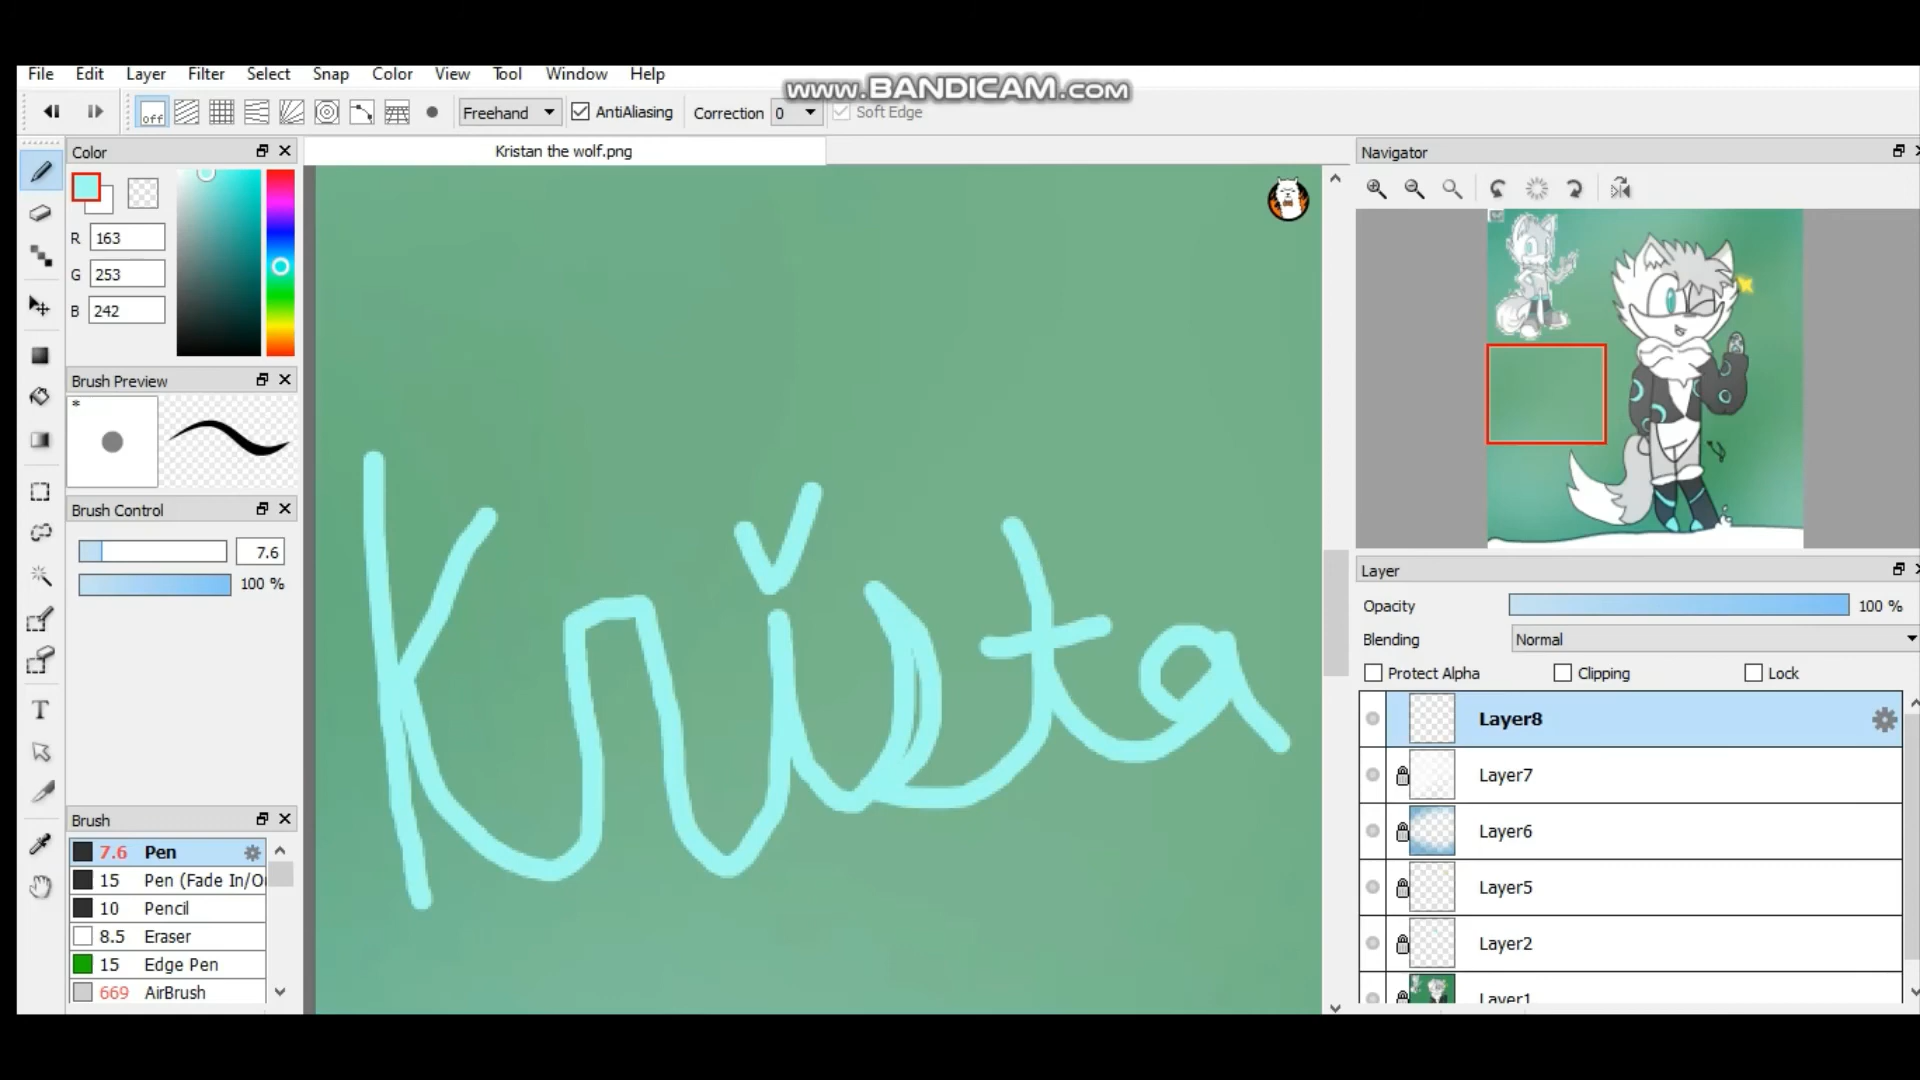 www.BANDICAM.com
File Edit Layer Filter Select Snap Color View Tool Window Help
off Freehand AntiAliasing Correction 0 Soft Edge
Color
Kristan the wolf.png
Navigator
R 163
G 253
B 242
Brush Preview
*
Brush Control
7.6
100 %
Krista
Brush
7.6 Pen
15 Pen (Fade In/O
10 Pencil
8.5 Eraser
15 Edge Pen
669 AirBrush
T
Layer
Opacity 100 %
Blending Normal
Protect Alpha Clipping Lock
Layer8
Layer7
Layer6
Layer5
Layer2
Layer1